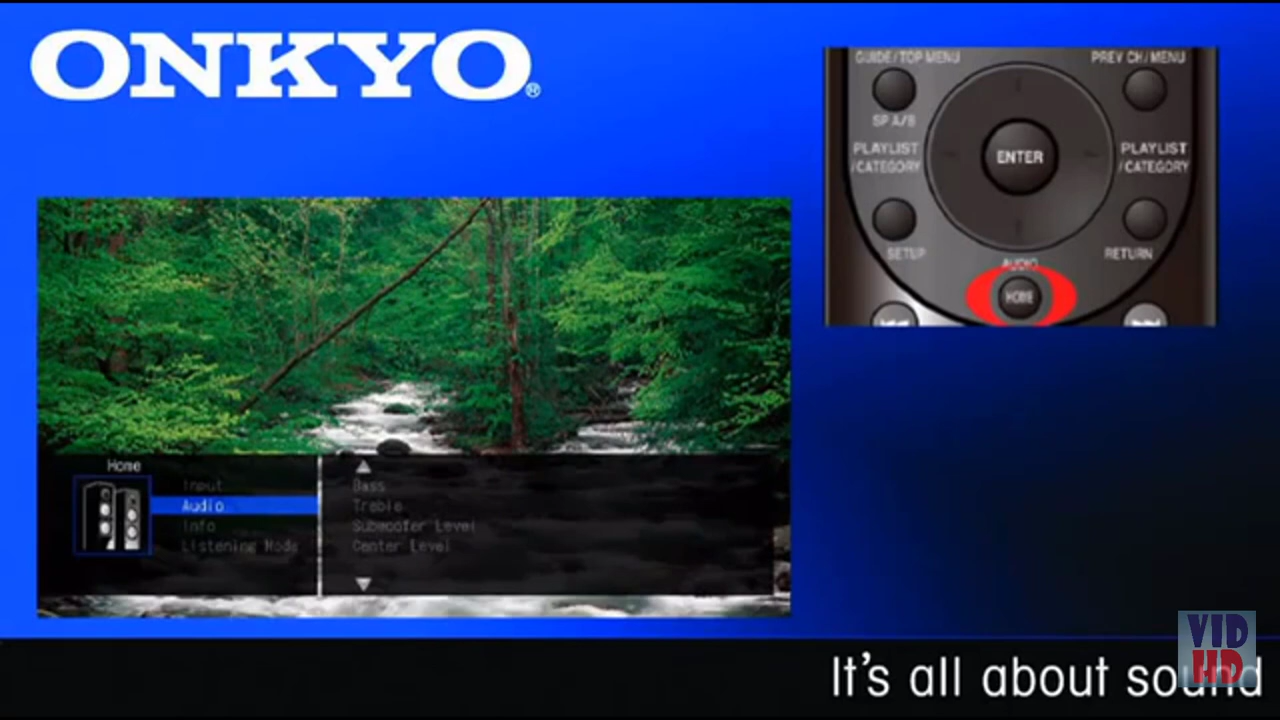 ONKYO®
GUIDE/TOP MENU
PREV CH/MENU
SP A/B
PLAYLIST
/CATEGORY
ENTER
PLAYLIST
/CATEGORY
SETUP
RETURN
AUDIO
HOME
Home
Input
Audio
Info
Listening Mode
Bass
Treble
Subwoofer Level
Center Level
VID
HD
It's all about sound